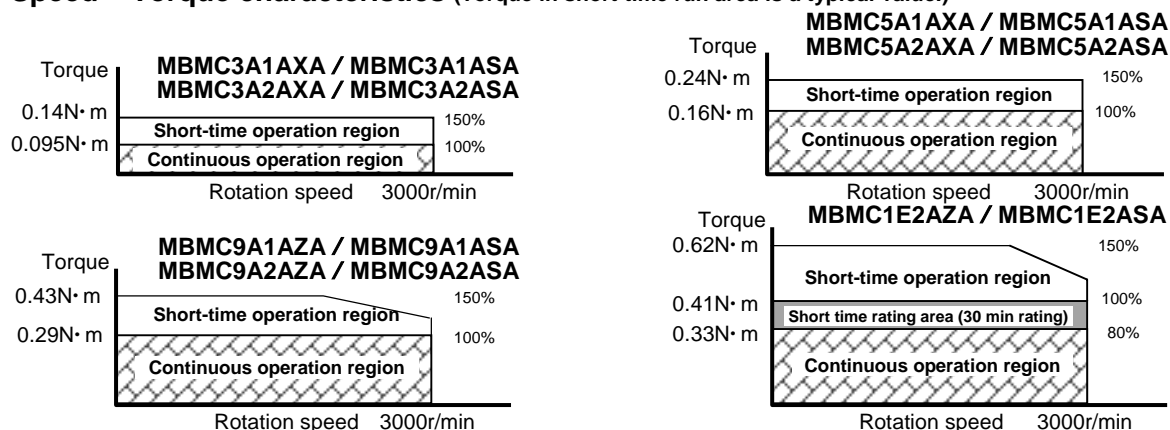 Speed - Torque characteristics (Torque in short-time run area is a typical value.)
MBMC3A1AXA / MBMC3A1ASA
MBMC3A2AXA / MBMC3A2ASA
Torque
0.14N• m
0.095N• m
150%
100%
Short-time operation region
Continuous operation region
Rotation speed 3000r/min
MBMC5A1AXA / MBMC5A1ASA
MBMC5A2AXA / MBMC5A2ASA
Torque
0.24N• m
0.16N• m
150%
100%
Short-time operation region
Continuous operation region
Rotation speed 3000r/min
MBMC9A1AZA / MBMC9A1ASA
MBMC9A2AZA / MBMC9A2ASA
Torque
0.43N• m
0.29N• m
150%
100%
Short-time operation region
Continuous operation region
Rotation speed 3000r/min
MBMC1E2AZA / MBMC1E2ASA
Torque
0.62N• m
0.41N• m
0.33N• m
150%
100%
80%
Short-time operation region
Short time rating area (30 min rating)
Continuous operation region
Rotation speed 3000r/min